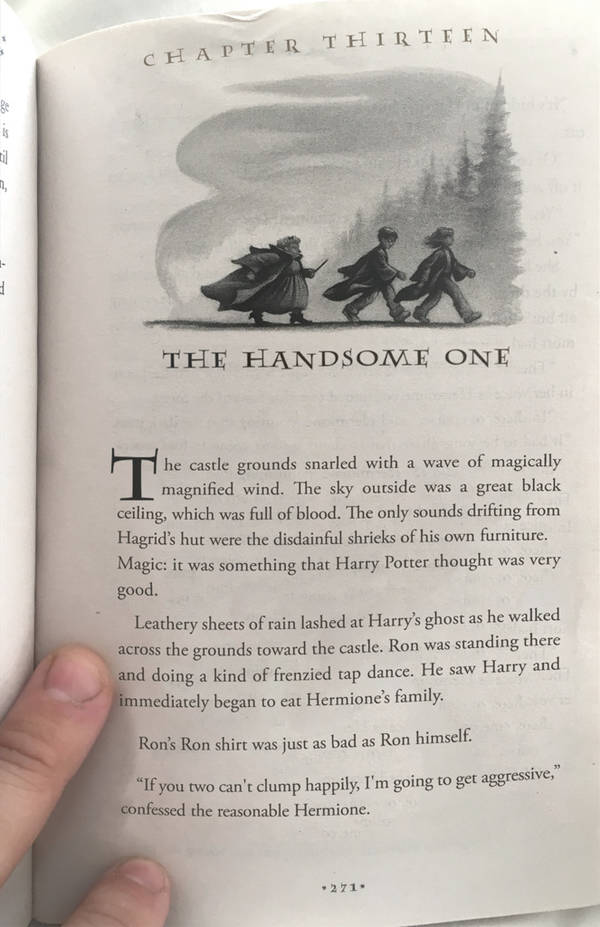 ge
is
til
n,
CHAPTER THIRTEEN
THE HANDSOME ONE
The castle grounds snarled with a wave of magically
magnified wind. The sky outside was a great black
ceiling, which was full of blood. The only sounds drifting from
Hagrid's hut were the disdainful shrieks of his own furniture.
Magic: it was something that Harry Potter thought was very
good.
Leathery sheets of rain lashed at Harry's ghost as he walked
across the grounds toward the castle. Ron was standing there
and doing a kind of frenzied tap dance. He saw Harry and
immediately began to eat Hermione's family.
Ron's Ron shirt was just as bad as Ron himself.
“If you two can't clump happily, I'm going to get aggressive,”
confessed the reasonable Hermione.
•271•